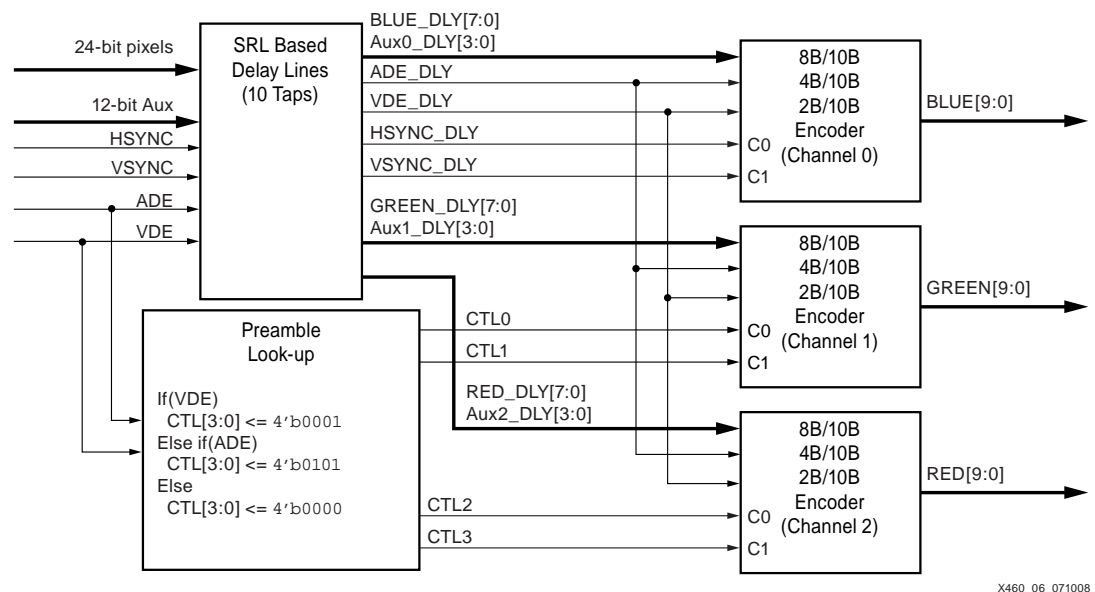 24-bit pixels
12-bit Aux
HSYNC
VSYNC
ADE
VDE
SRL Based
Delay Lines
(10 Taps)
BLUE_DLY[7:0]
Aux0_DLY[3:0]
ADE_DLY
VDE_DLY
HSYNC_DLY
VSYNC_DLY
GREEN_DLY[7:0]
Aux1_DLY[3:0]
8B/10B
4B/10B
2B/10B
Encoder
(Channel 0)
C0
C1
BLUE[9:0]
8B/10B
4B/10B
2B/10B
Encoder
(Channel 1)
C0
C1
GREEN[9:0]
Preamble
Look-up
If(VDE)
CTL[3:0] <= 4'b0001
Else if(ADE)
CTL[3:0] <= 4'b0101
Else
CTL[3:0] <= 4'b0000
CTL0
CTL1
RED_DLY[7:0]
Aux2_DLY[3:0]
CTL2
CTL3
8B/10B
4B/10B
2B/10B
Encoder
(Channel 2)
C0
C1
RED[9:0]
X460_06_071008